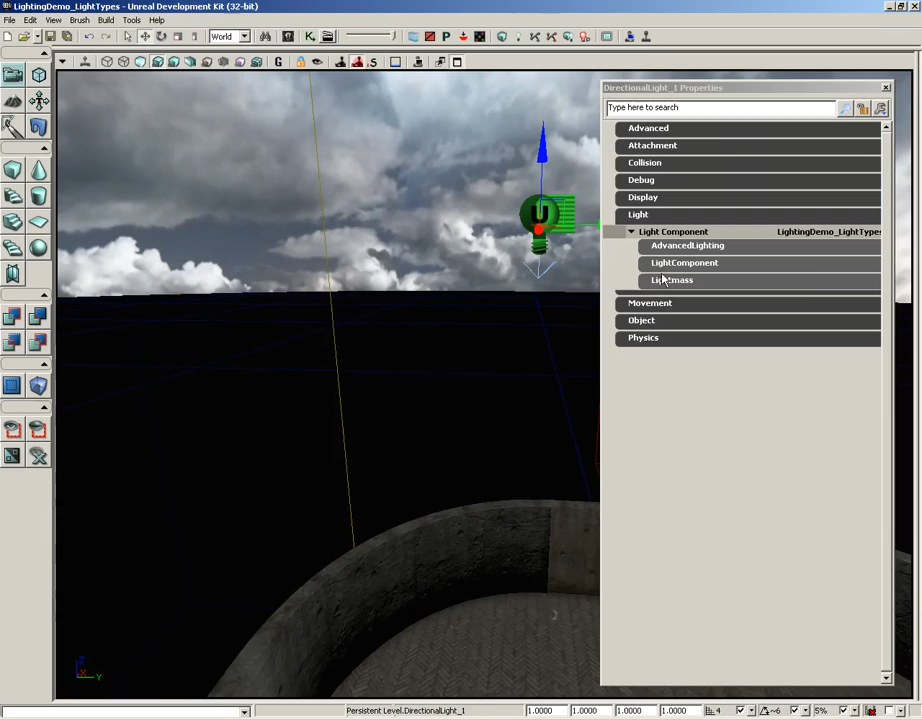 LightingDemo_LightTypes - Unreal Development Kit (32-bit)
File Edit View Brush Build Tools Help
World
DirectionalLight_1 Properties
Type here to search
Advanced
Attachment
Collision
Debug
Display
Light
Light Component LightingDemo_LightTypes
AdvancedLighting
LightComponent
Lightmass
Movement
Object
Physics
Z
X Y
Persistent Level.DirectionalLight_1 1.0000 1.0000 1.0000 1.0000 4 ~6 5%